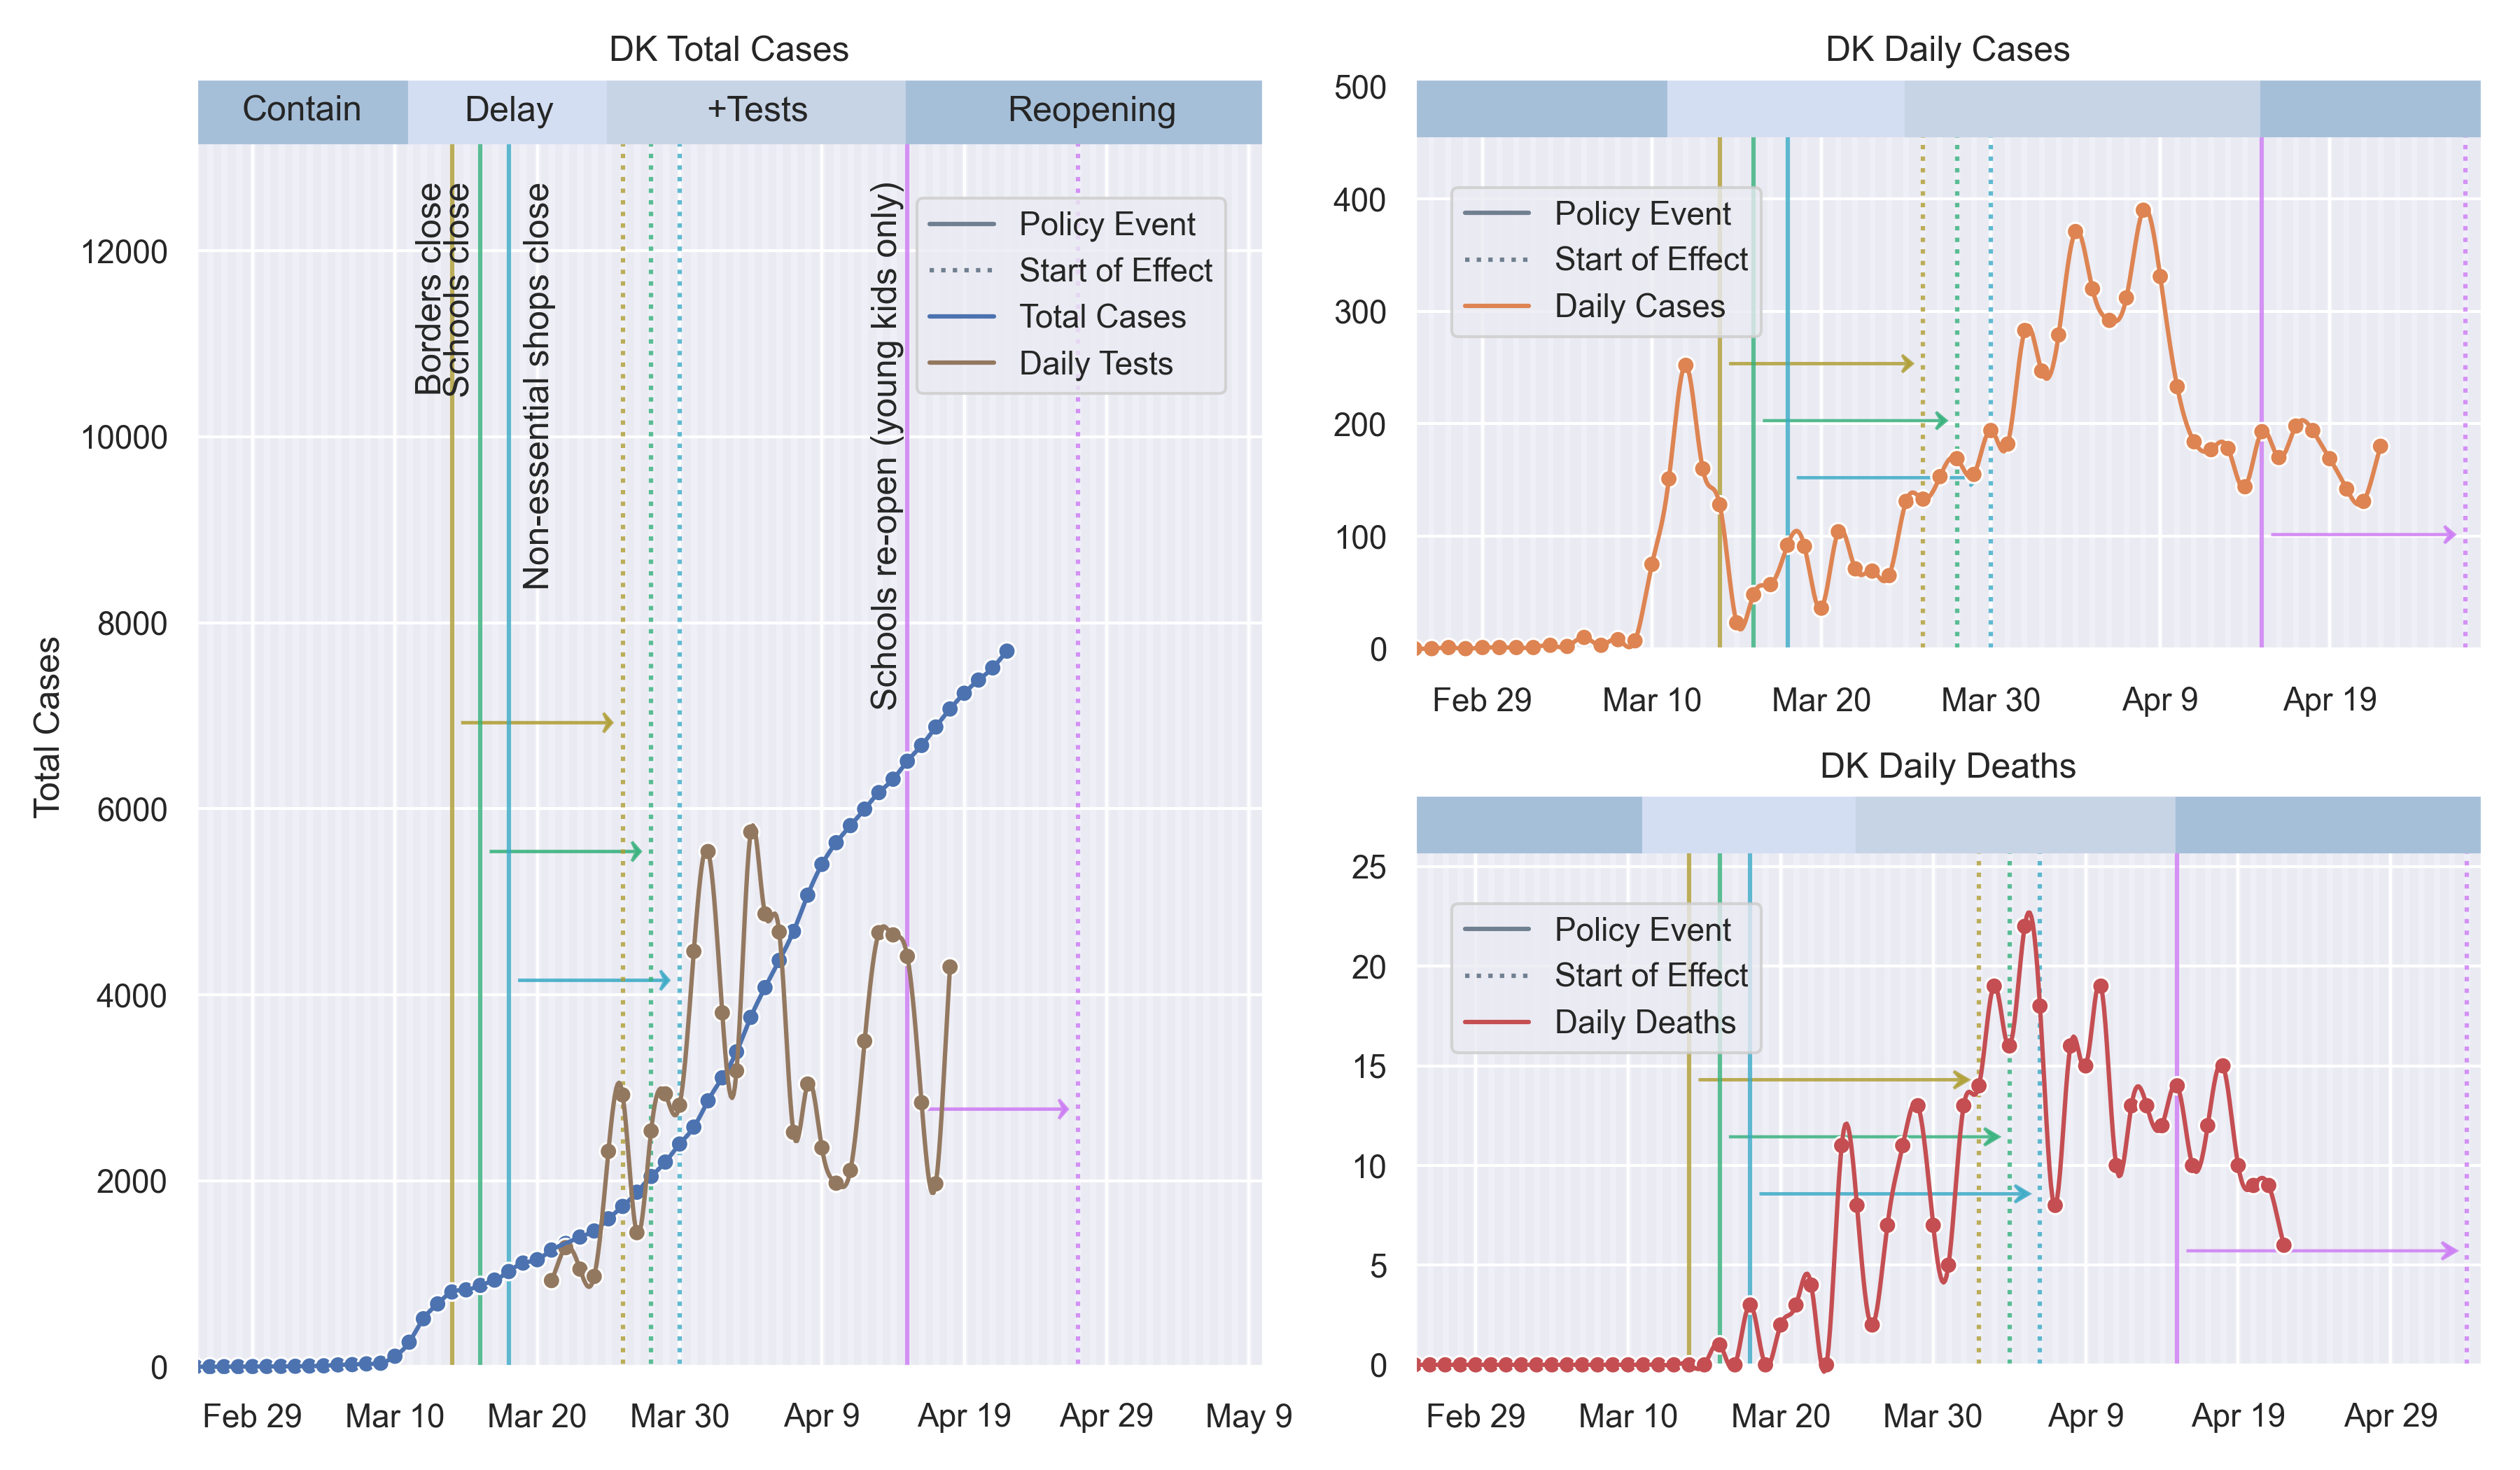 DK Total Cases
Contain
Delay
+Tests
Reopening
Borders close
Schools close
Non-essential shops close
Schools re-open (young kids only)
Policy Event
Start of Effect
Total Cases
Daily Tests
Total Cases
12000
10000
8000
6000
4000
2000
0
Feb 29
Mar 10
Mar 20
Mar 30
Apr 9
Apr 19
Apr 29
May 9
DK Daily Cases
500
400
300
200
100
0
Policy Event
Start of Effect
Daily Cases
Feb 29
Mar 10
Mar 20
Mar 30
Apr 9
Apr 19
DK Daily Deaths
25
20
15
10
5
0
Policy Event
Start of Effect
Daily Deaths
Feb 29
Mar 10
Mar 20
Mar 30
Apr 9
Apr 19
Apr 29